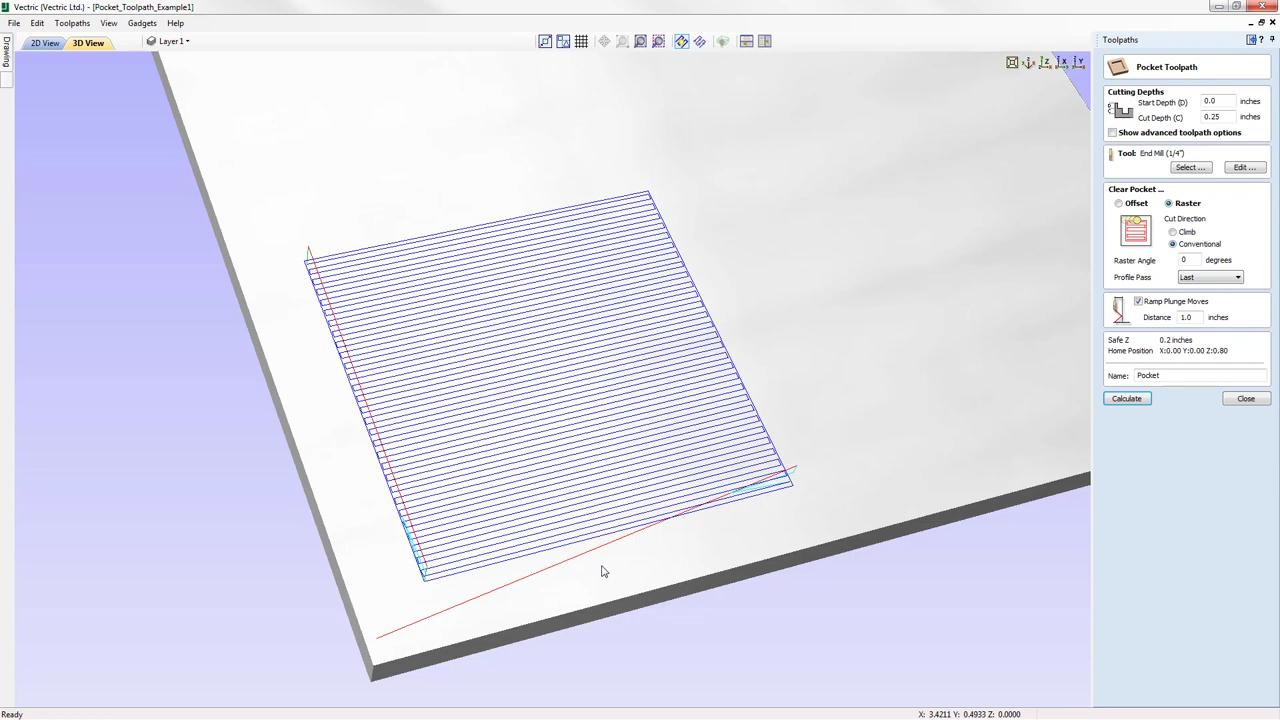 Vectric (Vectric Ltd.) - [Pocket_Toolpath_Example1]
File Edit Toolpaths View Gadgets Help
2D View 3D View Layer 1
Drawing
Toolpaths
Pocket Toolpath
Cutting Depths
Start Depth (D) 0.0 inches
Cut Depth (C) 0.25 inches
Show advanced toolpath options
Tool: End Mill (1/4")
Select ... Edit ...
Clear Pocket ...
Offset Raster
Cut Direction
Climb
Conventional
Raster Angle 0 degrees
Profile Pass Last
Ramp Plunge Moves
Distance 1.0 inches
Safe Z 0.2 inches
Home Position X:0.00 Y:0.00 Z:0.80
Name: Pocket
Calculate Close
Ready X: 3.4211 Y: 0.4933 Z: 0.0000